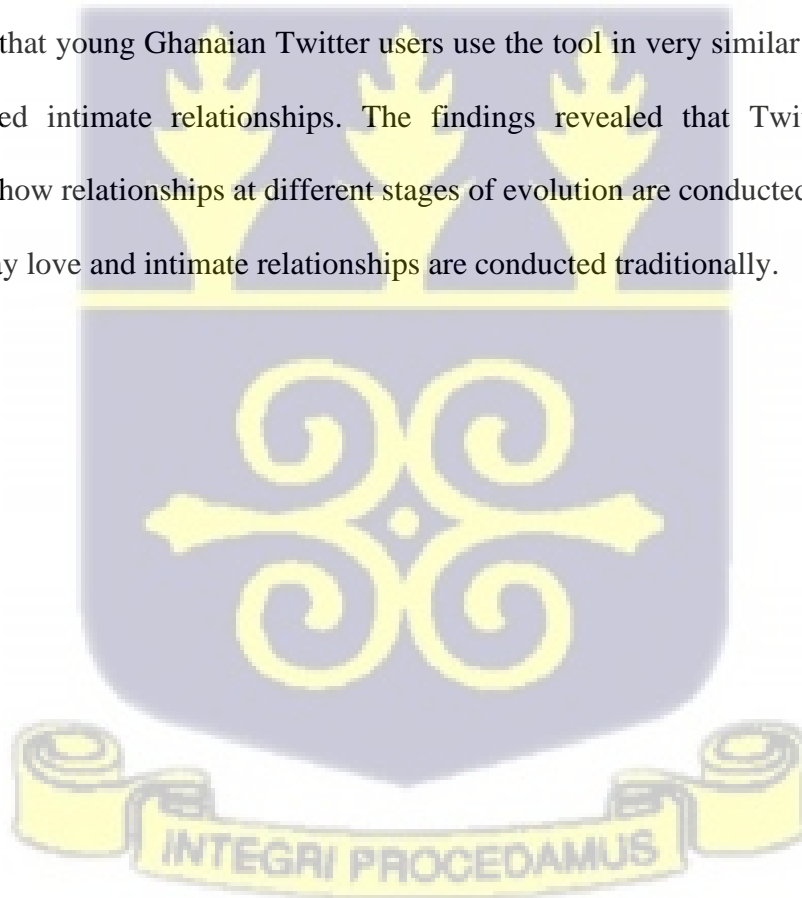 that young Ghanaian Twitter users use the tool in very similar
ed intimate relationships. The findings revealed that Twi
how relationships at different stages of evolution are conducted
y love and intimate relationships are conducted traditionally.
INTEGRI PROCEDAMUS